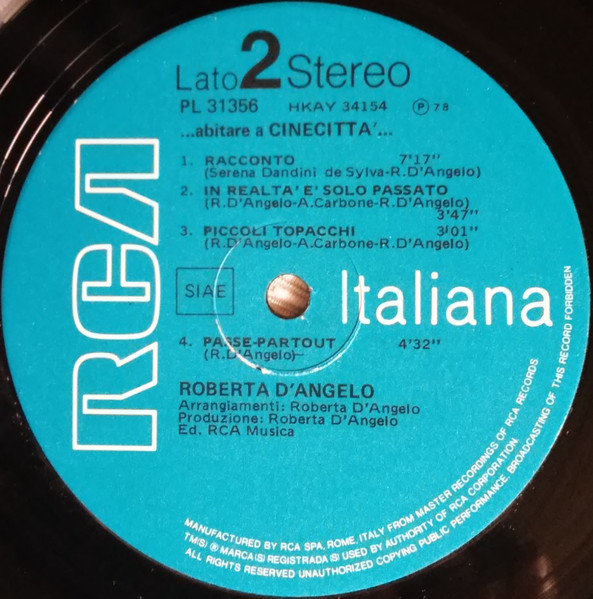 Lato 2 Stereo
PL 31356 HKAY 34154 Ⓟ 78
...abitare a CINECITTA'...
1. RACCONTO 7'17"
(Serena Dandini de Sylva-R.D'Angelo)
2. IN REALTA' E' SOLO PASSATO
(R.D'Angelo-A.Carbone-R.D'Angelo)
3'47"
3. PICCOLI TOPACCHI 3'01"
(R.D'Angelo-A.Carbone-R.D'Angelo)
RCA
SIAE
Italiana
4. PASSE-PARTOUT 4'32"
(R.D'Angelo)
ROBERTA D'ANGELO
Arrangiamenti: Roberta D'Angelo
Produzione: Roberta D'Angelo
Ed. RCA Musica
MANUFACTURED BY RCA SPA, ROME, ITALY FROM MASTER RECORDINGS OF RCA RECORDS
TM(S) ® MARCA(S) REGISTRADA(S) USED BY AUTHORITY OF RCA CORPORATION
ALL RIGHTS RESERVED UNAUTHORIZED COPYING PUBLIC PERFORMANCE BROADCASTING OF THIS RECORD FORBIDDEN